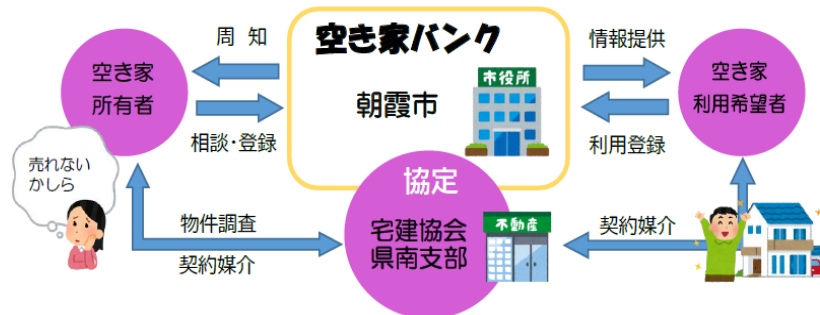 空き家バンク
朝霞市
市役所
周 知
相談・登録
空き家
所有者
情報提供
利用登録
空き家
利用希望者
売れない
かしら
協定
宅建協会
県南支部
不動産
物件調査
契約媒介
契約媒介